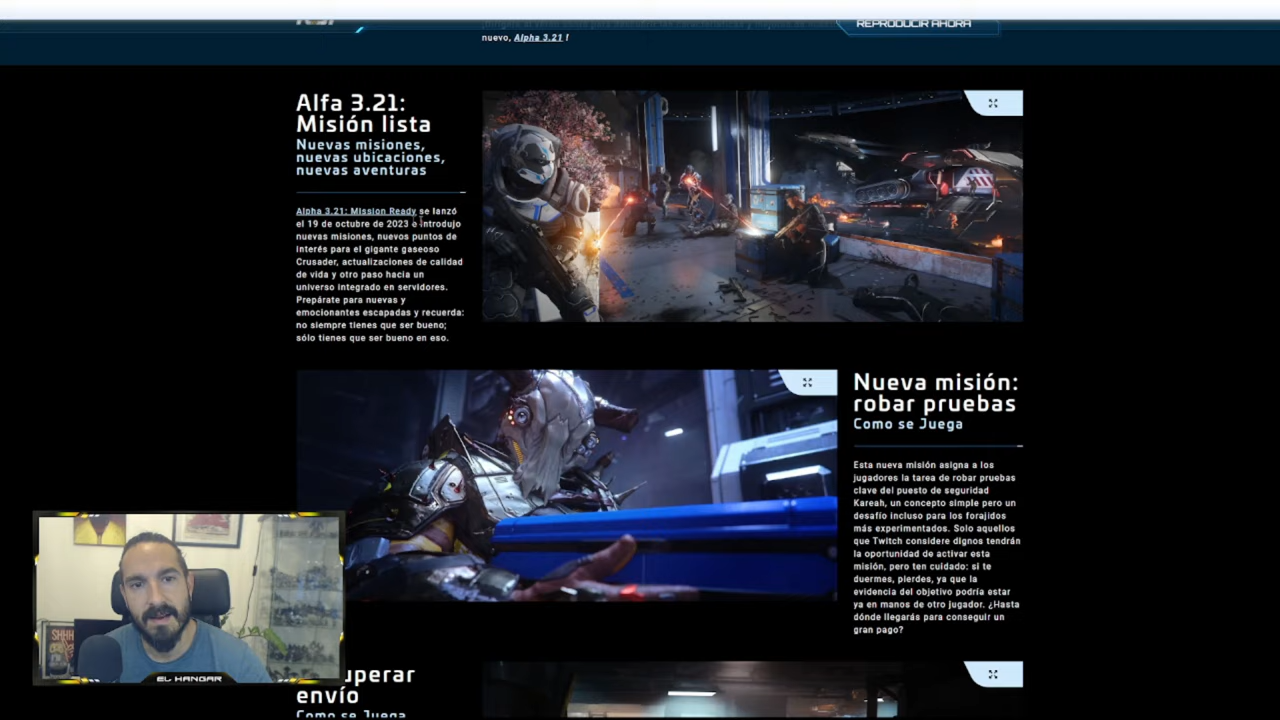 REPRODUCIR AHORA
nuevo, Alpha 3.21 !
Alfa 3.21:
Misión lista
Nuevas misiones,
nuevas ubicaciones,
nuevas aventuras
Alpha 3.21: Mission Ready se lanzó
el 19 de octubre de 2023 e introdujo
nuevas misiones, nuevos puntos de
interés para el gigante gaseoso
Crusader, actualizaciones de calidad
de vida y otro paso hacia un
universo integrado en servidores.
Prepárate para nuevas y
emocionantes escapadas y recuerda:
no siempre tienes que ser bueno;
sólo tienes que ser bueno en eso.
Nueva misión:
robar pruebas
Como se Juega
Esta nueva misión asigna a los
jugadores la tarea de robar pruebas
clave del puesto de seguridad
Kareah, un concepto simple pero un
desafío incluso para los forajidos
más experimentados. Solo aquellos
que Twitch considere dignos tendrán
la oportunidad de activar esta
misión, pero ten cuidado: si te
duermes, pierdes, ya que la
evidencia del objetivo podría estar
ya en manos de otro jugador. ¿Hasta
dónde llegarás para conseguir un
gran pago?
uperar
envío
Como se Juega
SHHH
EL HANGAR